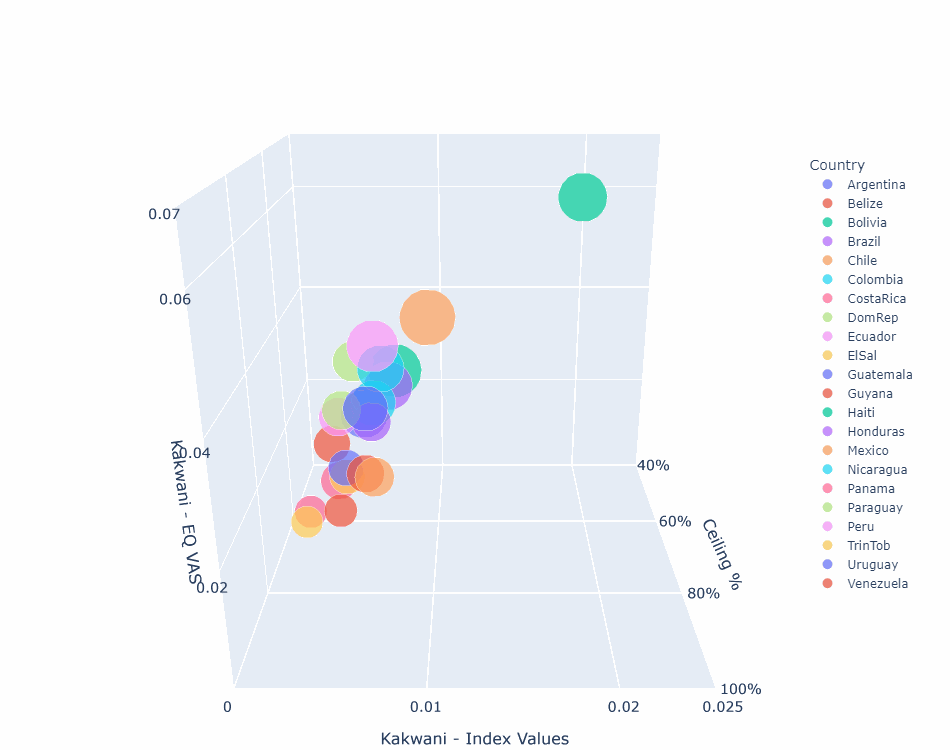 Country
Argentina
Belize
Bolivia
Brazil
Chile
Colombia
CostaRica
DomRep
Ecuador
ElSal
Guatemala
Guyana
Haiti
Honduras
Mexico
Nicaragua
Panama
Paraguay
Peru
TrinTob
Uruguay
Venezuela
0.07
0.06
0.04
0.02
Kakwani - EQ VAS
40%
60%
80%
100%
Ceiling %
0
0.01
0.02
0.025
Kakwani - Index Values